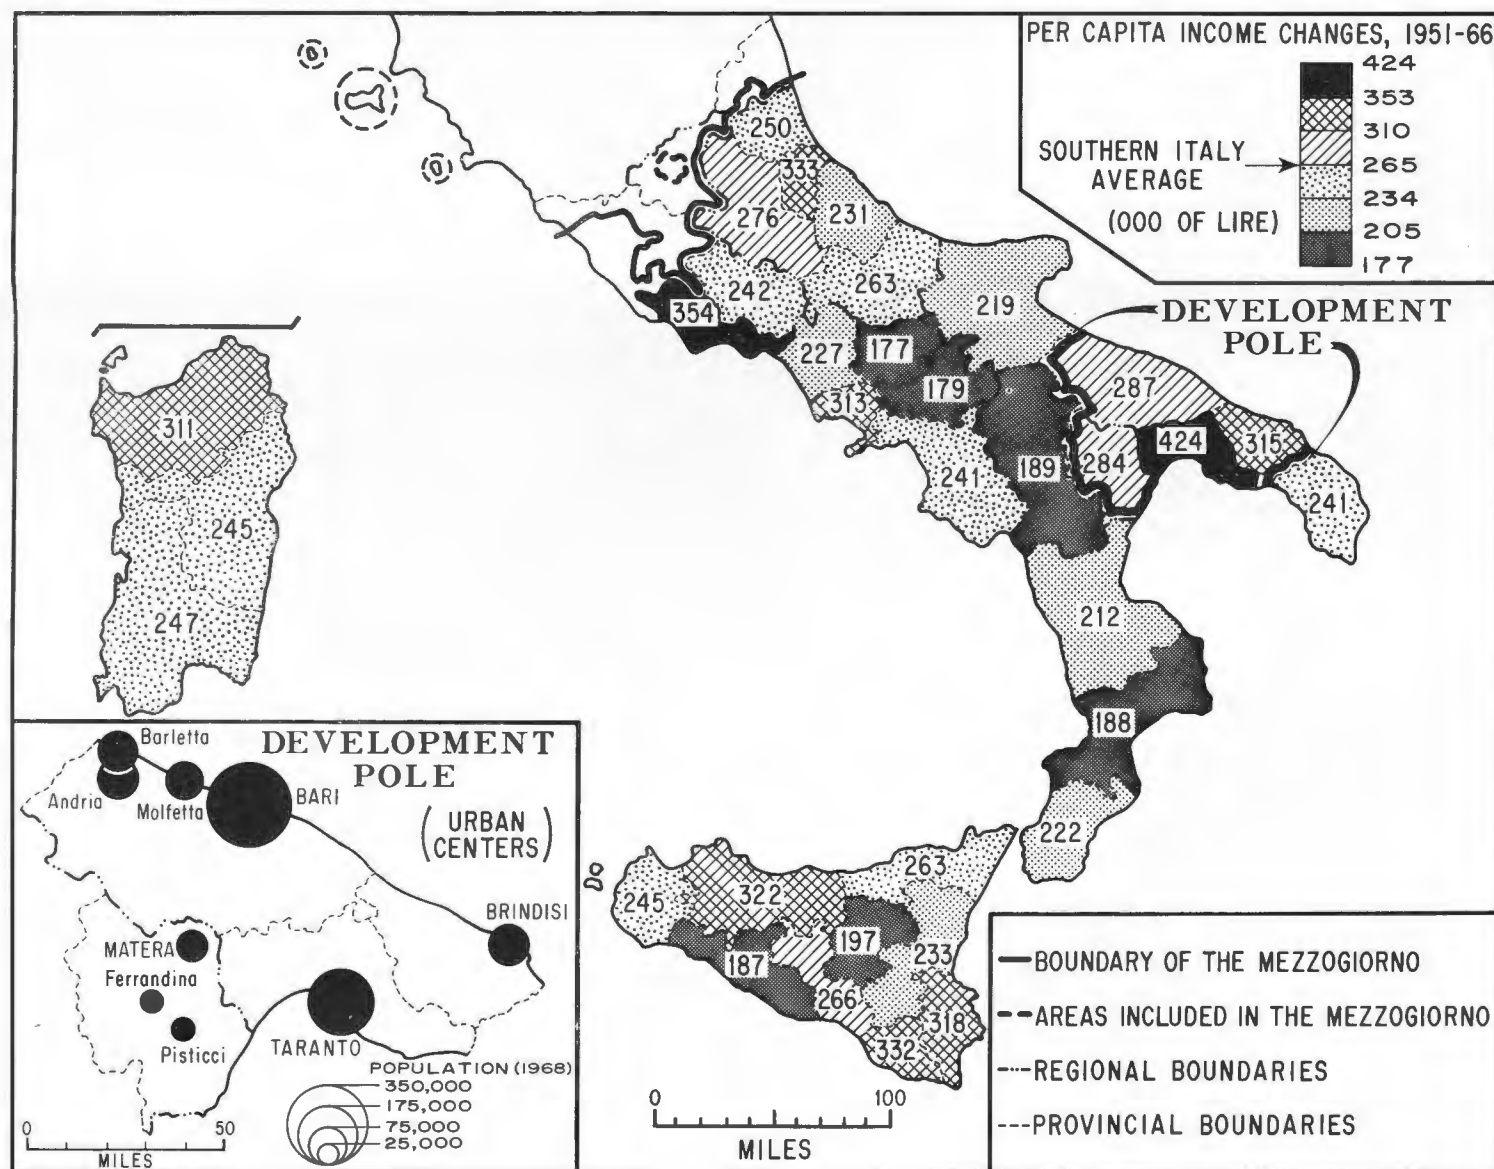 PER CAPITA INCOME CHANGES, 1951-66
424
353
310
265
234
205
177
SOUTHERN ITALY
AVERAGE
(000 OF LIRE)
250
333
276
231
263
242
354
219
227
177
179
313
241
189
DEVELOPMENT
POLE
287
284
424
315
241
311
245
247
212
188
222
263
322
245
197
187
233
266
318
332
Do
0 100
MILES
DEVELOPMENT
POLE
(URBAN
CENTERS)
Barletta
Andria
Molfetta
BARI
BRINDISI
MATERA
Ferrandina
Pisticci
TARANTO
POPULATION (1968)
350,000
175,000
75,000
25,000
0 50
MILES
BOUNDARY OF THE MEZZOGIORNO
AREAS INCLUDED IN THE MEZZOGIORNO
REGIONAL BOUNDARIES
PROVINCIAL BOUNDARIES